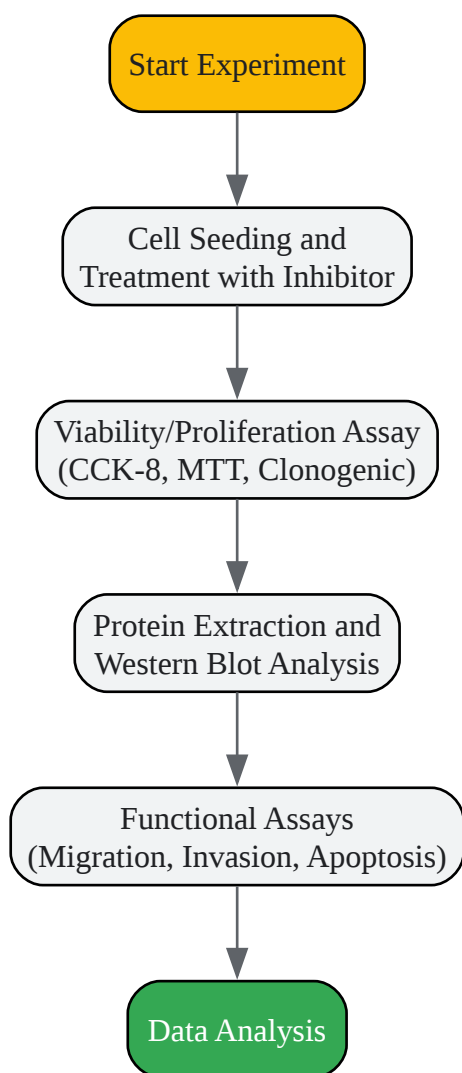 Start Experiment
Cell Seeding and
Treatment with Inhibitor
Viability/Proliferation Assay
(CCK-8, MTT, Clonogenic)
Protein Extraction and
Western Blot Analysis
Functional Assays
(Migration, Invasion, Apoptosis)
Data Analysis